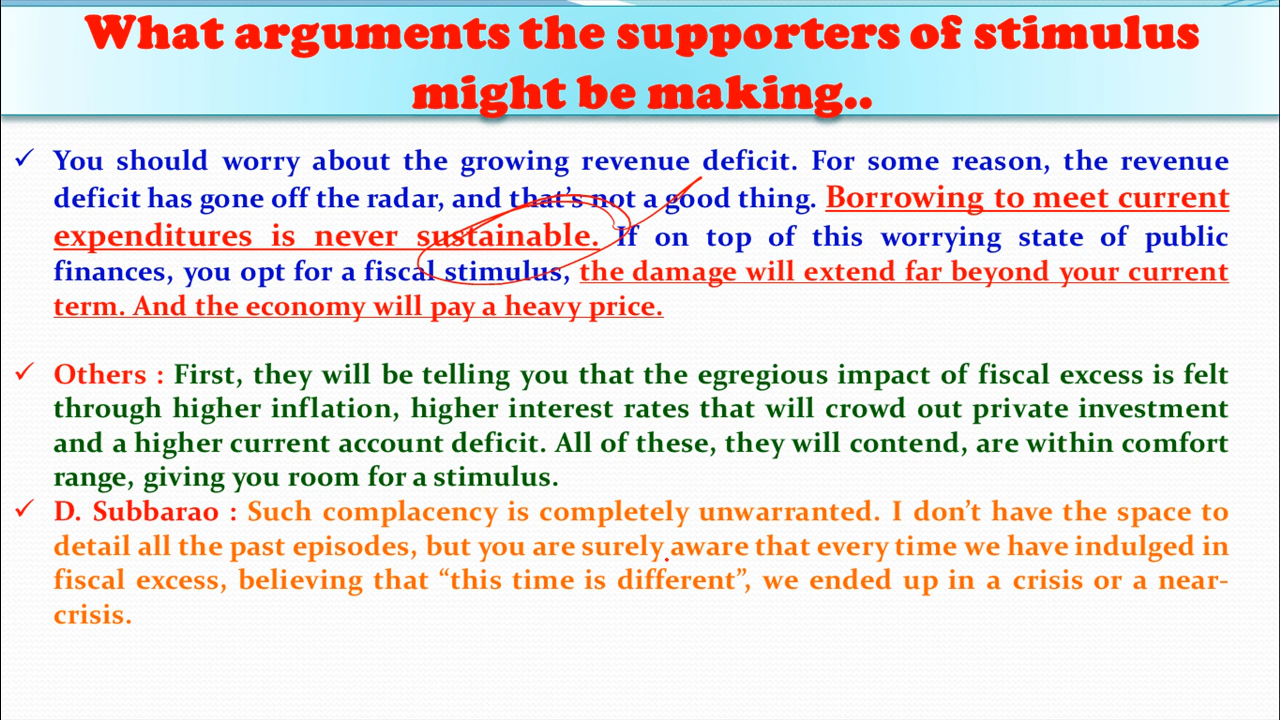 What arguments the supporters of stimulus
might be making..
✓ You should worry about the growing revenue deficit. For some reason, the revenue
deficit has gone off the radar, and that's not a good thing. Borrowing to meet current
expenditures is never sustainable. If on top of this worrying state of public
finances, you opt for a fiscal stimulus, the damage will extend far beyond your current
term. And the economy will pay a heavy price.
✓ Others : First, they will be telling you that the egregious impact of fiscal excess is felt
through higher inflation, higher interest rates that will crowd out private investment
and a higher current account deficit. All of these, they will contend, are within comfort
range, giving you room for a stimulus.
✓ D. Subbarao : Such complacency is completely unwarranted. I don't have the space to
detail all the past episodes, but you are surely aware that every time we have indulged in
fiscal excess, believing that “this time is different”, we ended up in a crisis or a near-
crisis.